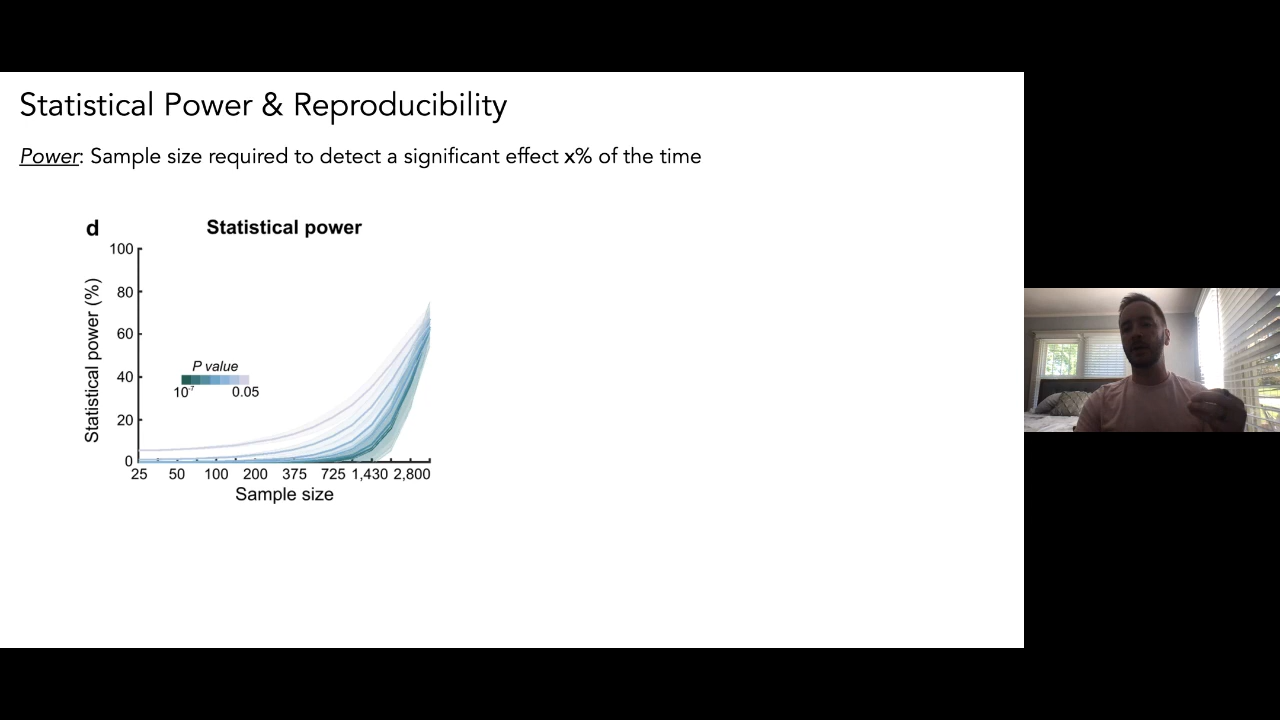 Statistical Power & Reproducibility
Power: Sample size required to detect a significant effect x% of the time
d Statistical power
100
80
60
40
20
0
Statistical power (%)
P value
10⁻⁷ 0.05
25 50 100 200 375 725 1,430 2,800
Sample size